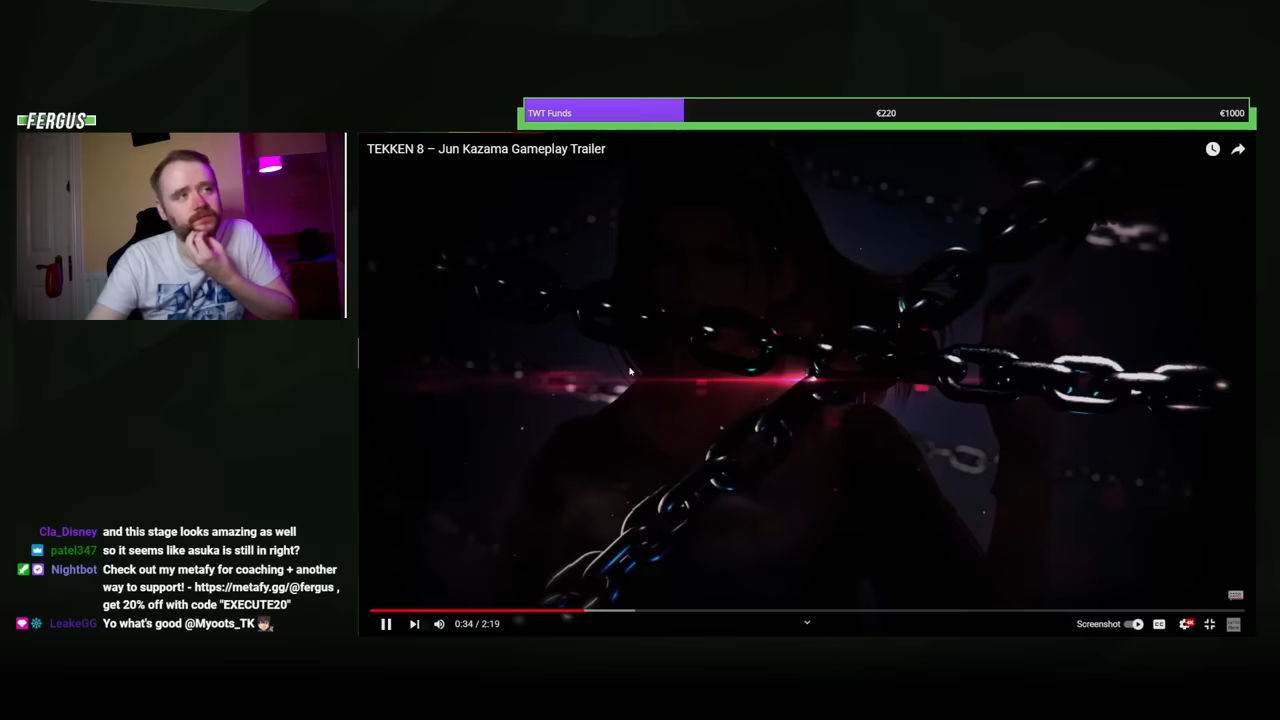 FERGUS
TWT Funds €220 €1000
TEKKEN 8 – Jun Kazama Gameplay Trailer
Cla_Disney and this stage looks amazing as well
patel347 so it seems like asuka is still in right?
Nightbot Check out my metafy for coaching + another
way to support! - https://metafy.gg/@fergus ,
get 20% off with code "EXECUTE20"
LeakeGG Yo what's good @Myoots_TK
0:34 / 2:19
Screenshot
CC
4K